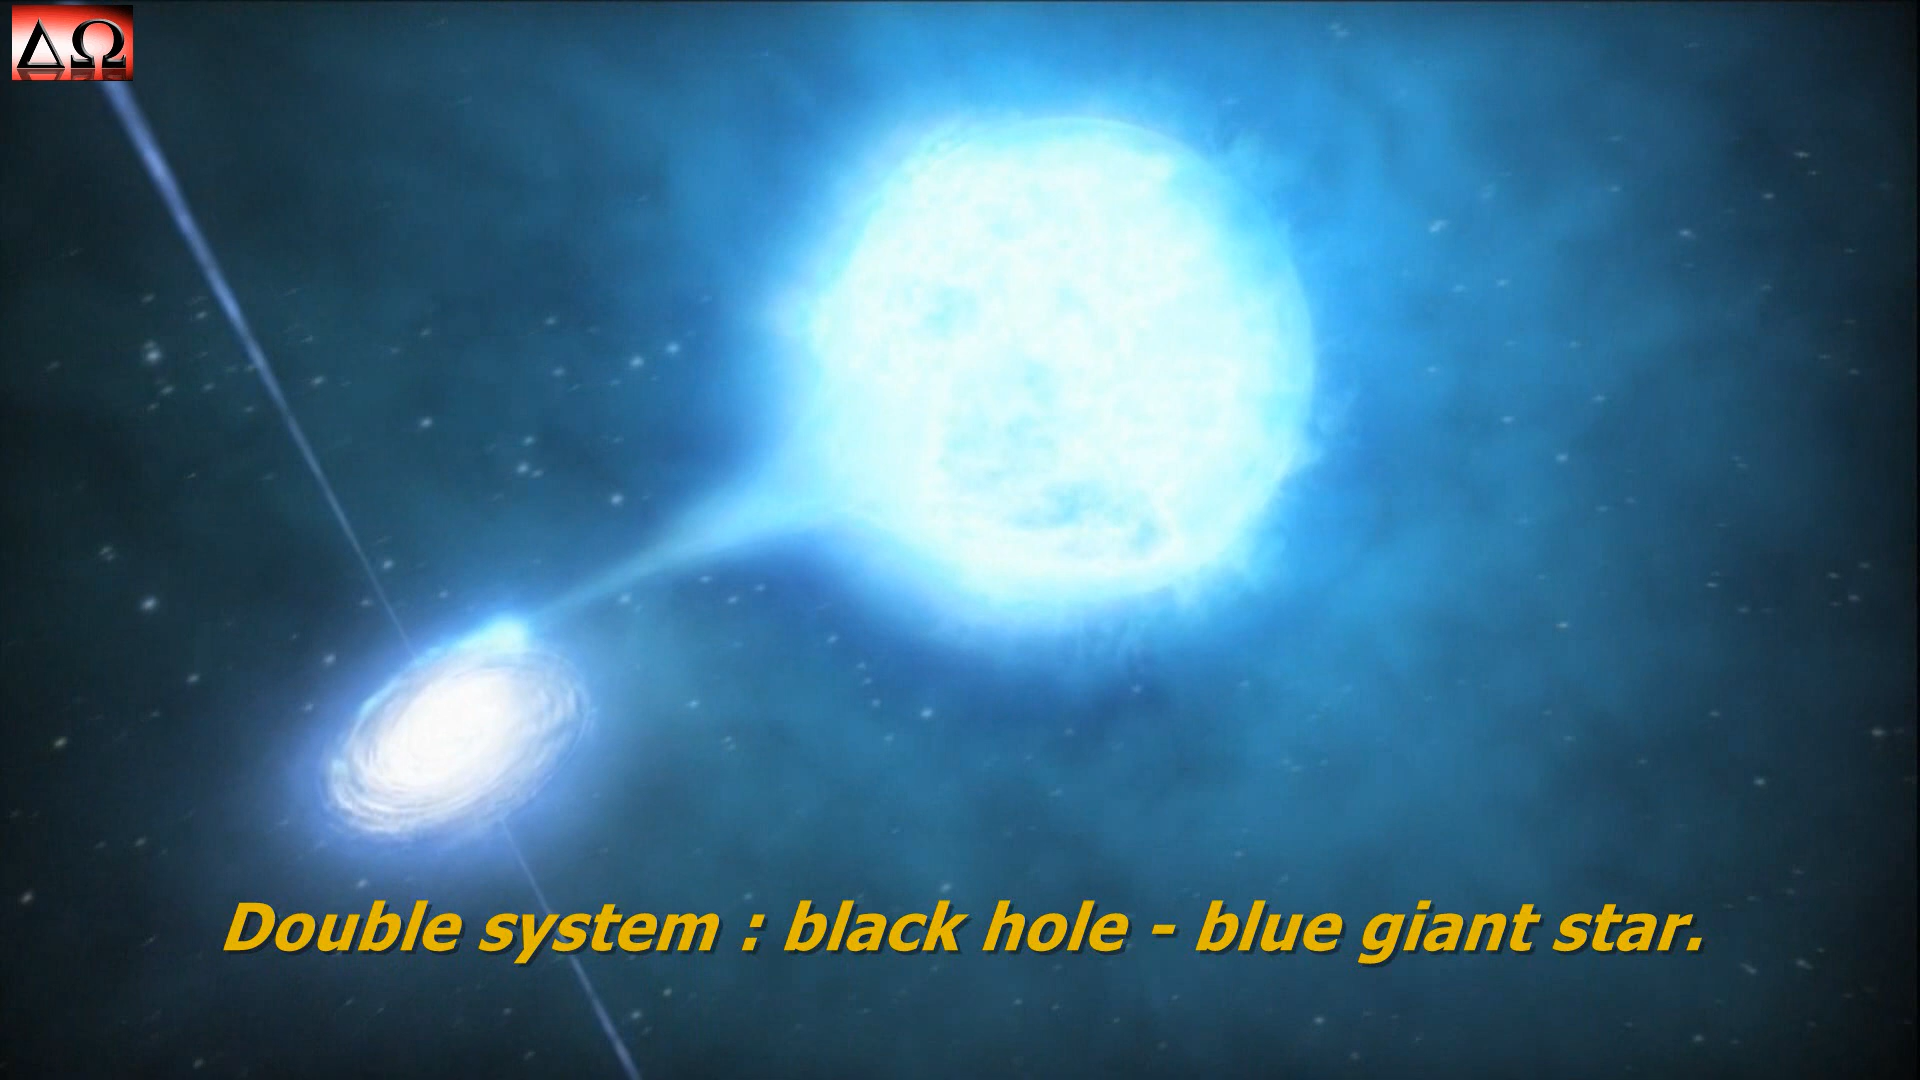 ΔΩ
Double system : black hole - blue giant star.